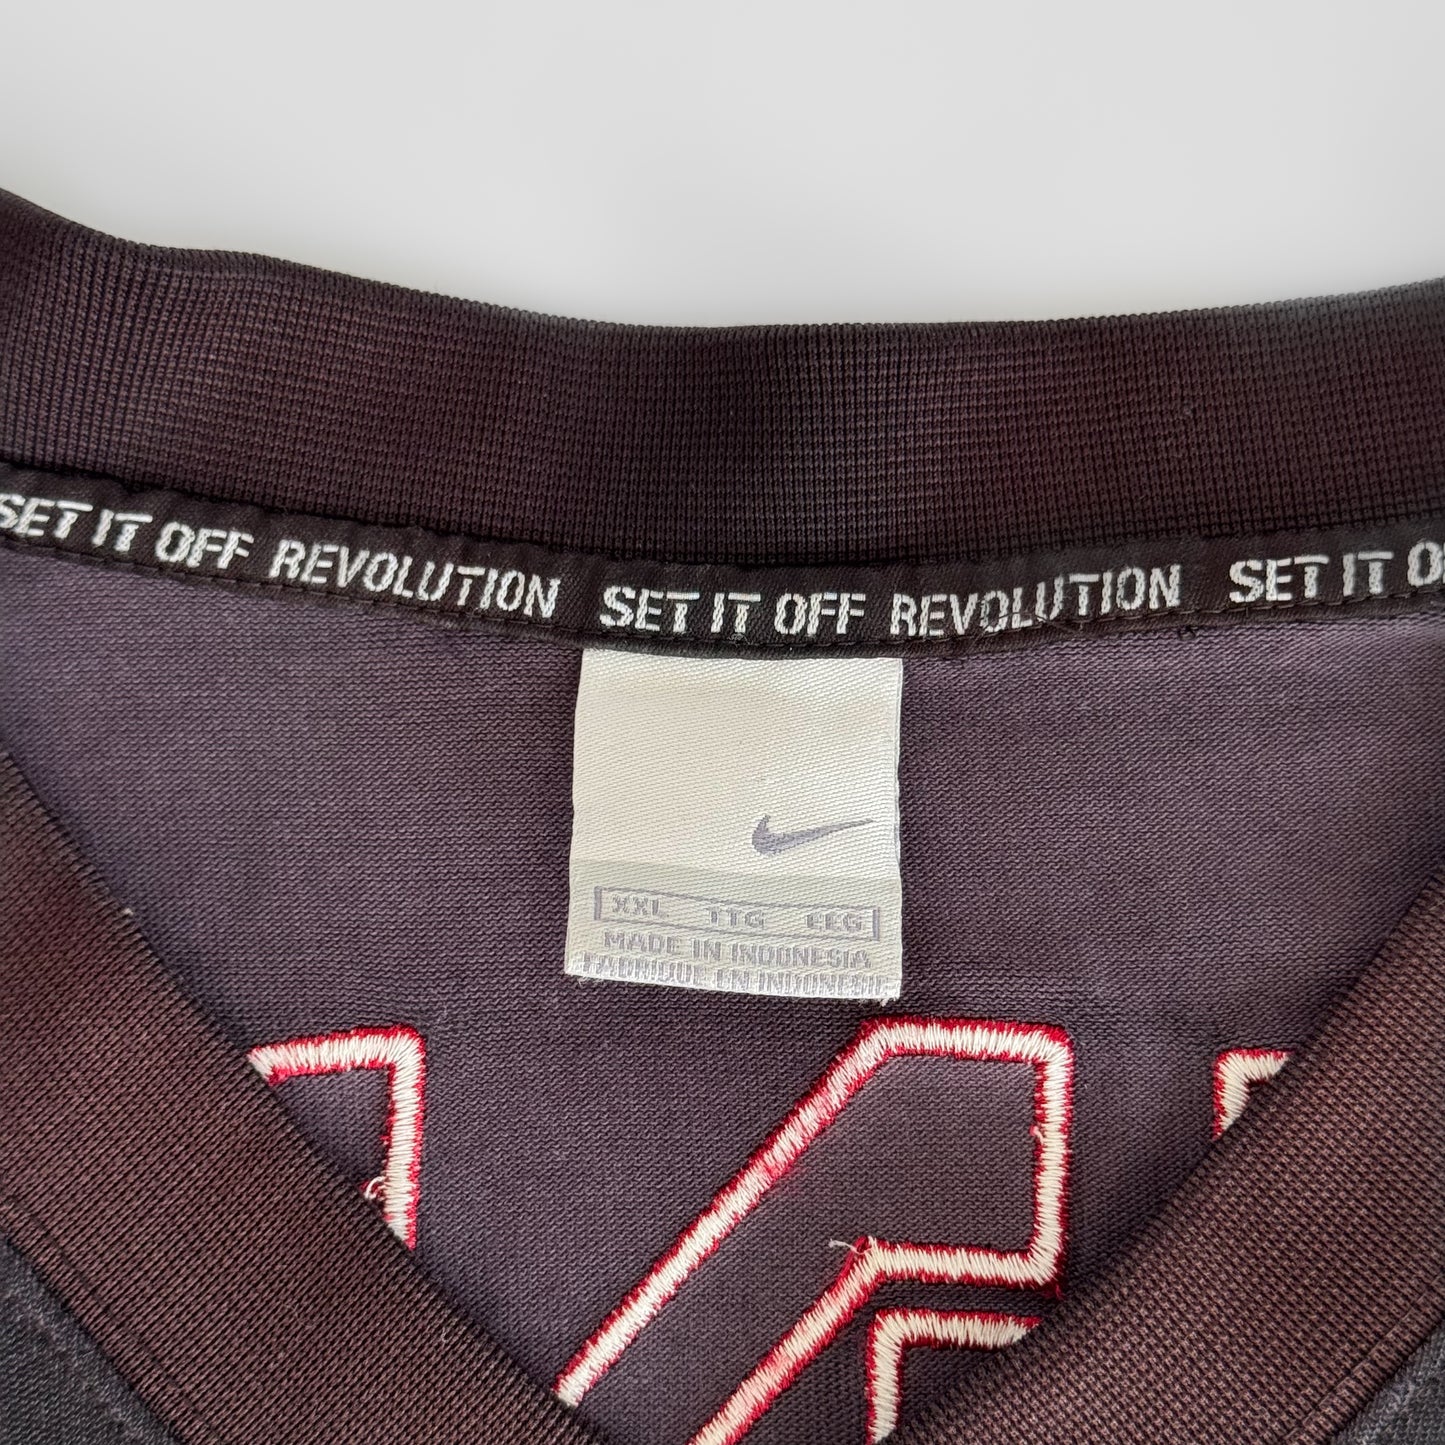 SET IT OFF REVOLUTION SET IT OFF REVOLUTION SET IT O
XXL TTG EEG
MADE IN INDONESIA
FABRIQUE EN INDONESIE